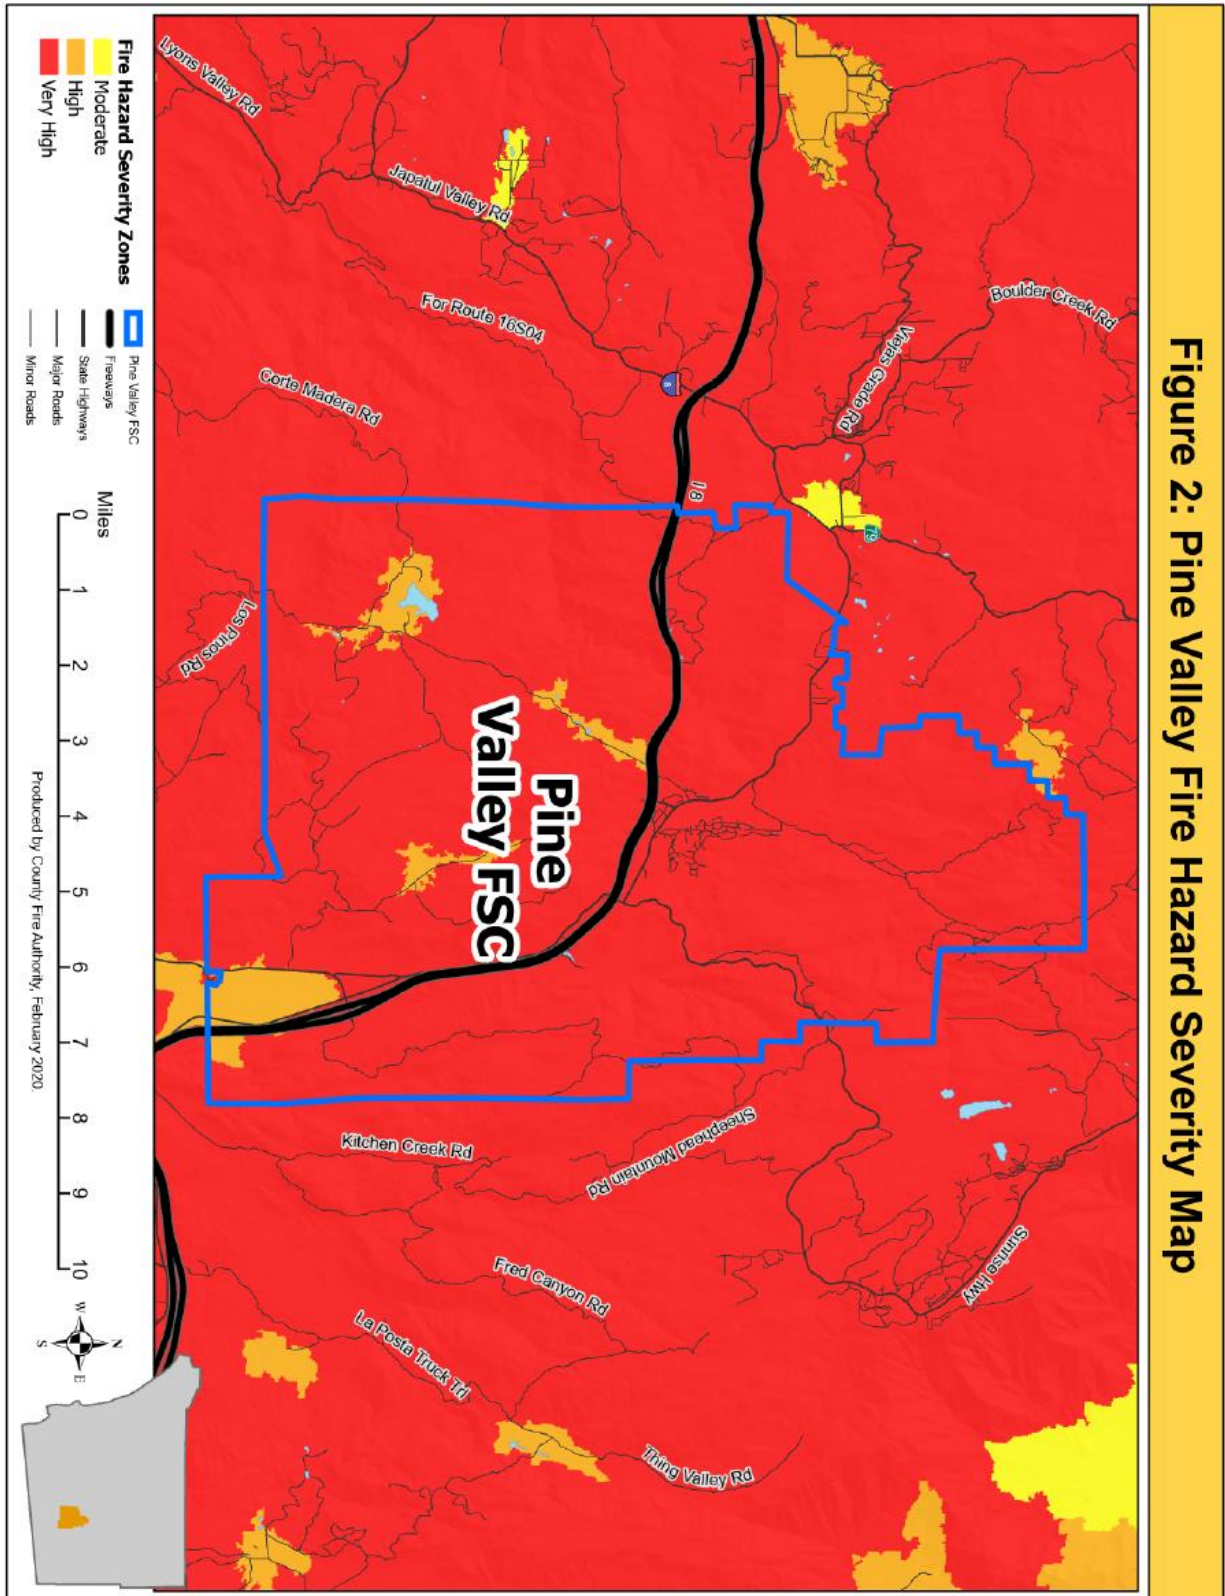 Figure 2: Pine Valley Fire Hazard Severity Map
Boulder Creek Rd
Viejas Grade Rd
79
8
I 8
Sunrise Hwy
Lyons Valley Rd
Japatul Valley Rd
For Route 16S04
Corte Madera Rd
Los Pinos Rd
Pine
Valley FSC
Sheephead Mountain Rd
Kitchen Creek Rd
Fred Canyon Rd
La Posta Truck Trl
Thing Valley Rd
Fire Hazard Severity Zones
Moderate
High
Very High
Pine Valley FSC
Freeways
State Highways
Major Roads
Minor Roads
Miles
0 1 2 3 4 5 6 7 8 9 10
Produced by County Fire Authority, February 2020.
N
W E
S